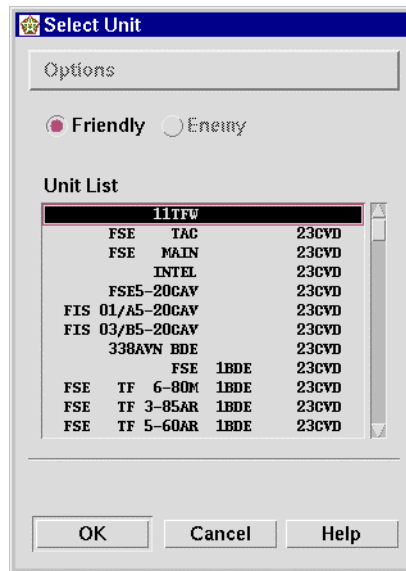 Select Unit
Options
Friendly Enemy
Unit List
11TFW
FSE TAC 23CVD
FSE MAIN 23CVD
INTEL 23CVD
FSE5-20CAV 23CVD
FIS 01/A5-20CAV 23CVD
FIS 03/B5-20CAV 23CVD
338AVN BDE 23CVD
FSE 1BDE 23CVD
FSE TF 6-80M 1BDE 23CVD
FSE TF 3-85AR 1BDE 23CVD
FSE TF 5-60AR 1BDE 23CVD
OK Cancel Help